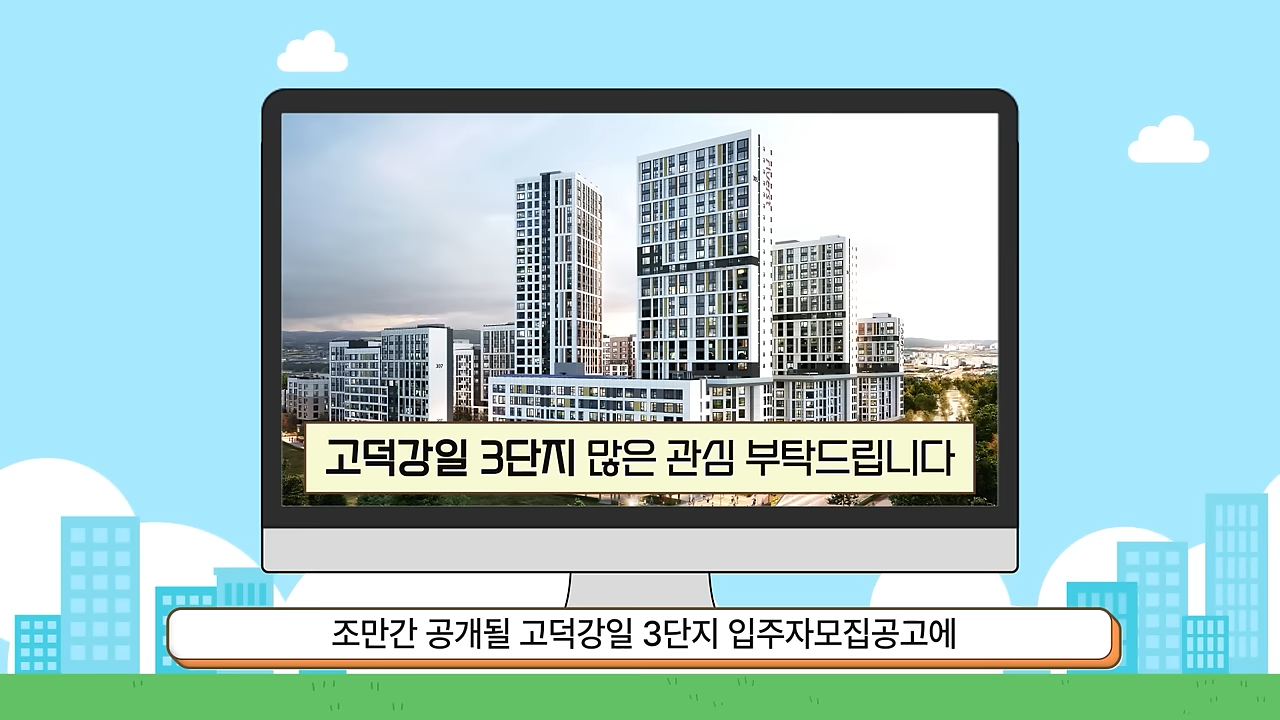 307
고덕강일 3단지 많은 관심 부탁드립니다
조만간 공개될 고덕강일 3단지 입주자모집공고에